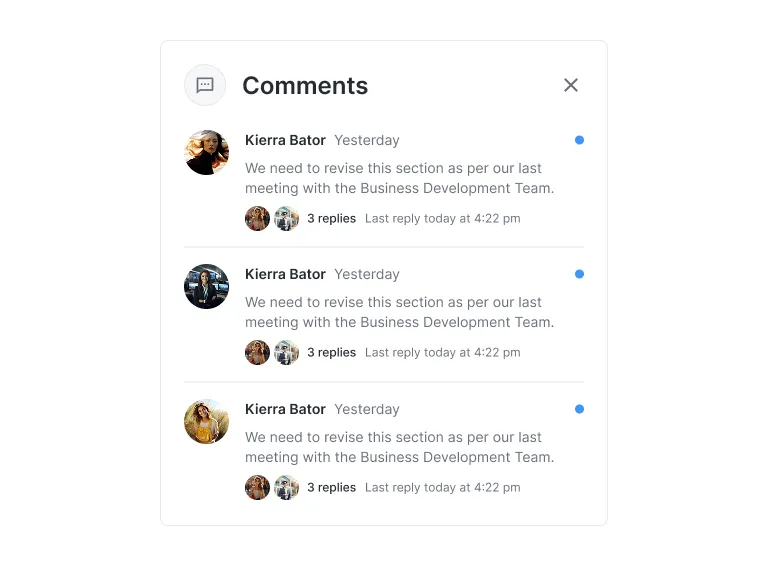 Comments
Kierra Bator Yesterday
We need to revise this section as per our last
meeting with the Business Development Team.
3 replies Last reply today at 4:22 pm
Kierra Bator Yesterday
We need to revise this section as per our last
meeting with the Business Development Team.
3 replies Last reply today at 4:22 pm
Kierra Bator Yesterday
We need to revise this section as per our last
meeting with the Business Development Team.
3 replies Last reply today at 4:22 pm